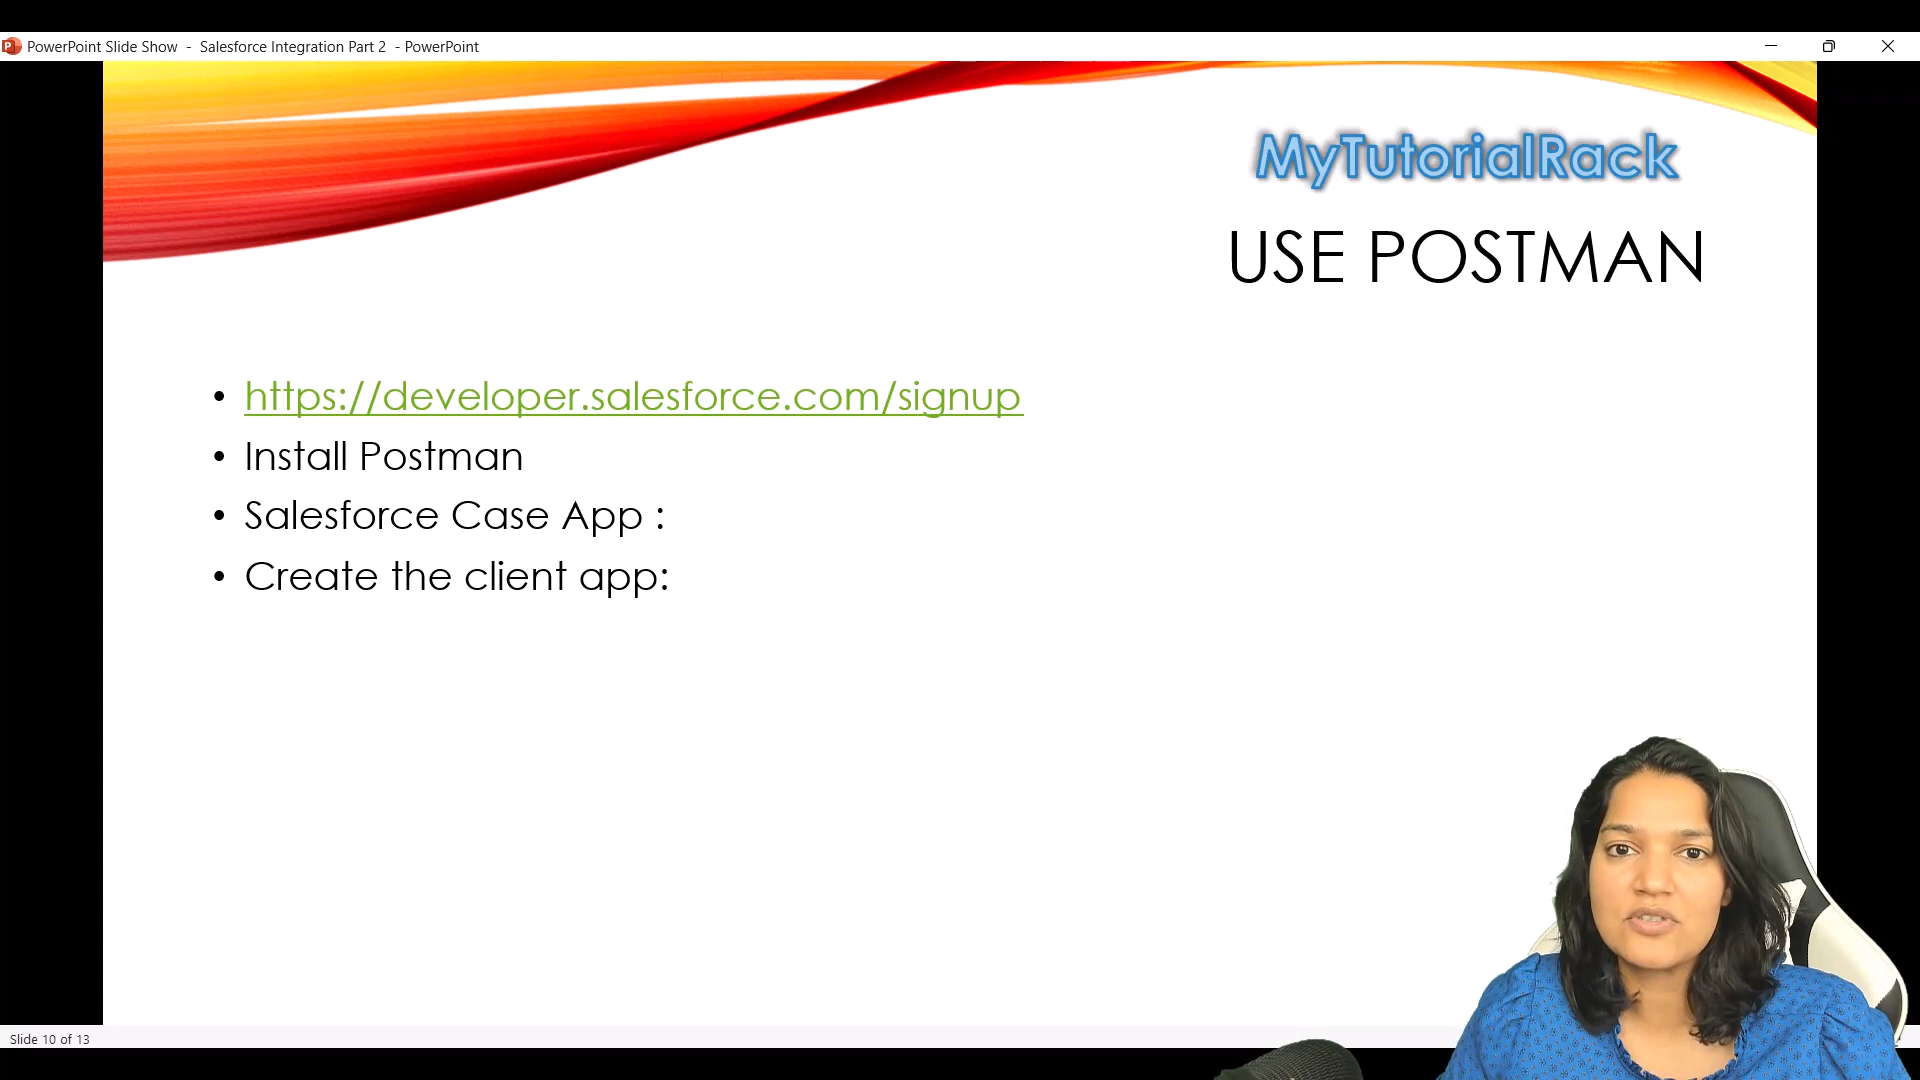 PowerPoint Slide Show - Salesforce Integration Part 2 - PowerPoint
MyTutorialRack
USE POSTMAN
• https://developer.salesforce.com/signup
• Install Postman
• Salesforce Case App :
• Create the client app:
Slide 10 of 13